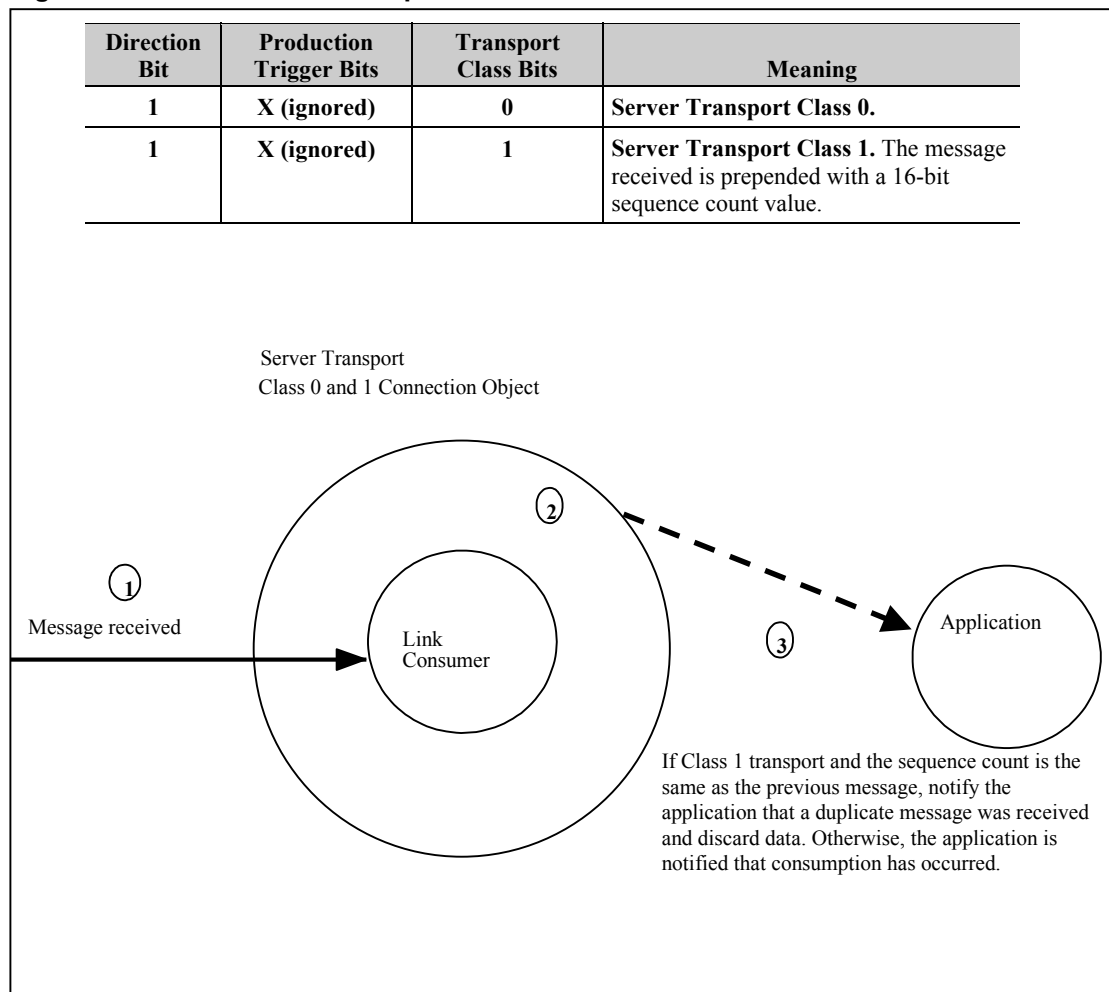 Direction Bit | Production Trigger Bits | Transport Class Bits | Meaning
1 | X (ignored) | 0 | Server Transport Class 0.
1 | X (ignored) | 1 | Server Transport Class 1. The message
received is prepended with a 16-bit
sequence count value.
Server Transport
Class 0 and 1 Connection Object
2
1
Message received
Link
Consumer
Application
3
If Class 1 transport and the sequence count is the
same as the previous message, notify the
application that a duplicate message was received
and discard data. Otherwise, the application is
notified that consumption has occurred.